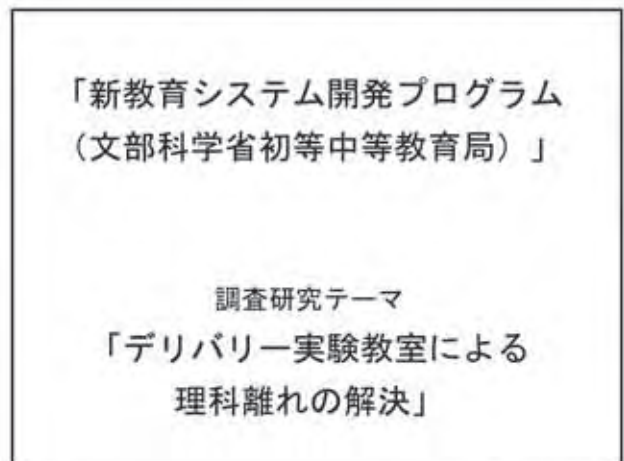 「新教育システム開発プログラム
（文部科学省初等中等教育局）」
調査研究テーマ
「デリバリー実験教室による
理科離れの解決」